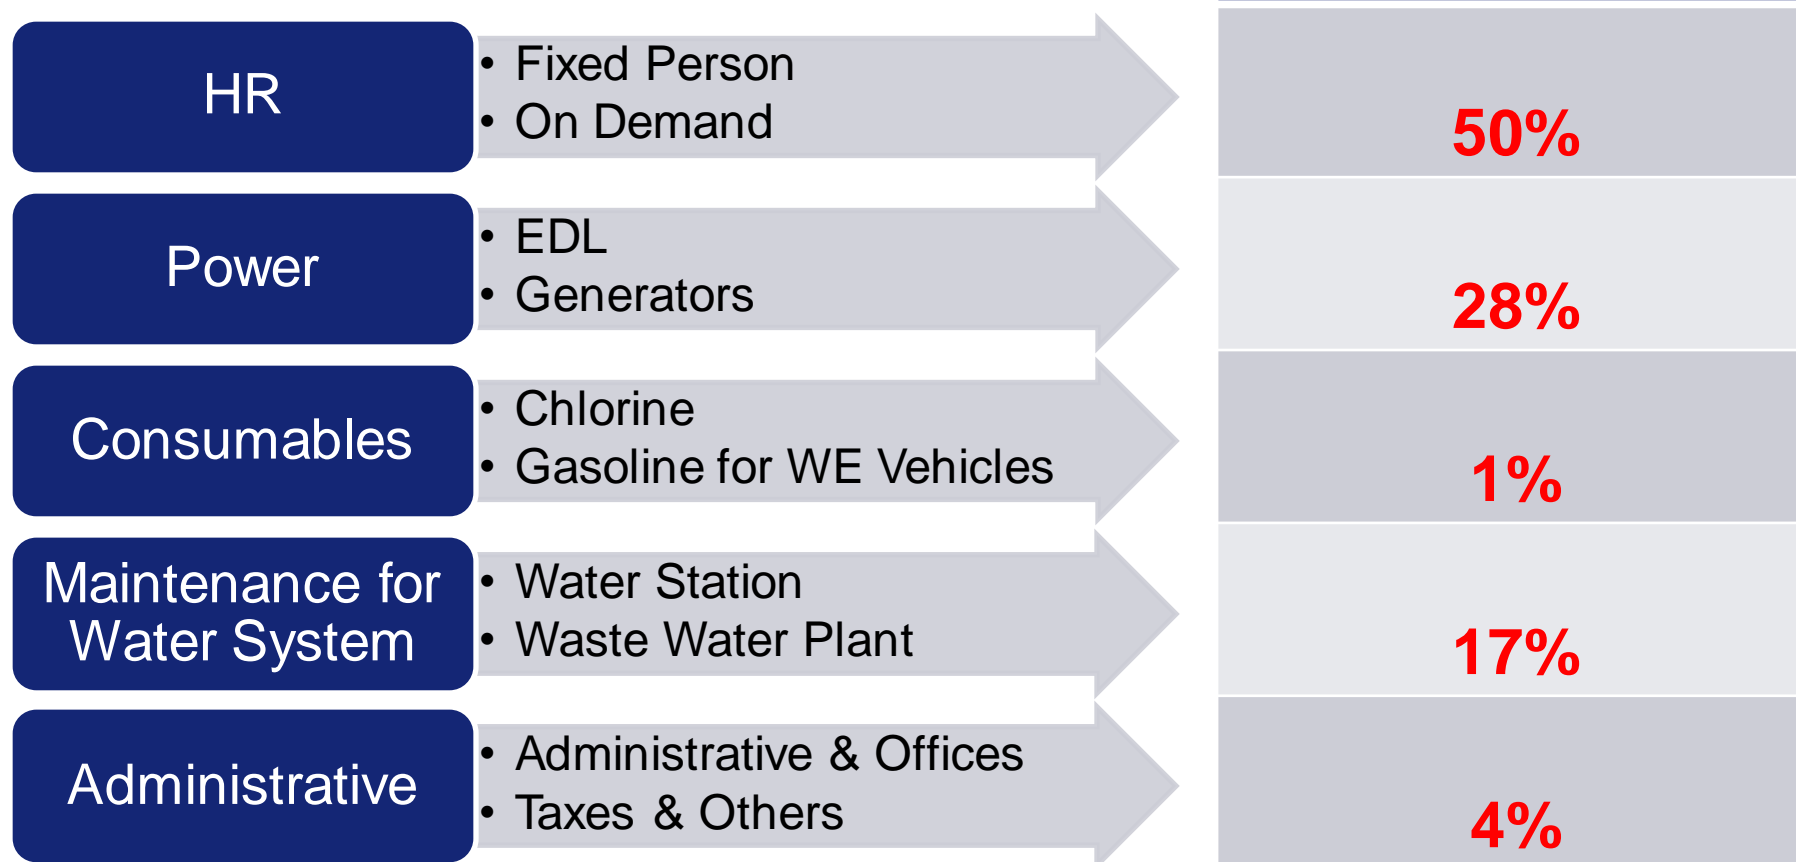 HR
• Fixed Person
• On Demand
50%
Power
• EDL
• Generators
28%
Consumables
• Chlorine
• Gasoline for WE Vehicles
1%
Maintenance for
Water System
• Water Station
• Waste Water Plant
17%
Administrative
• Administrative & Offices
• Taxes & Others
4%